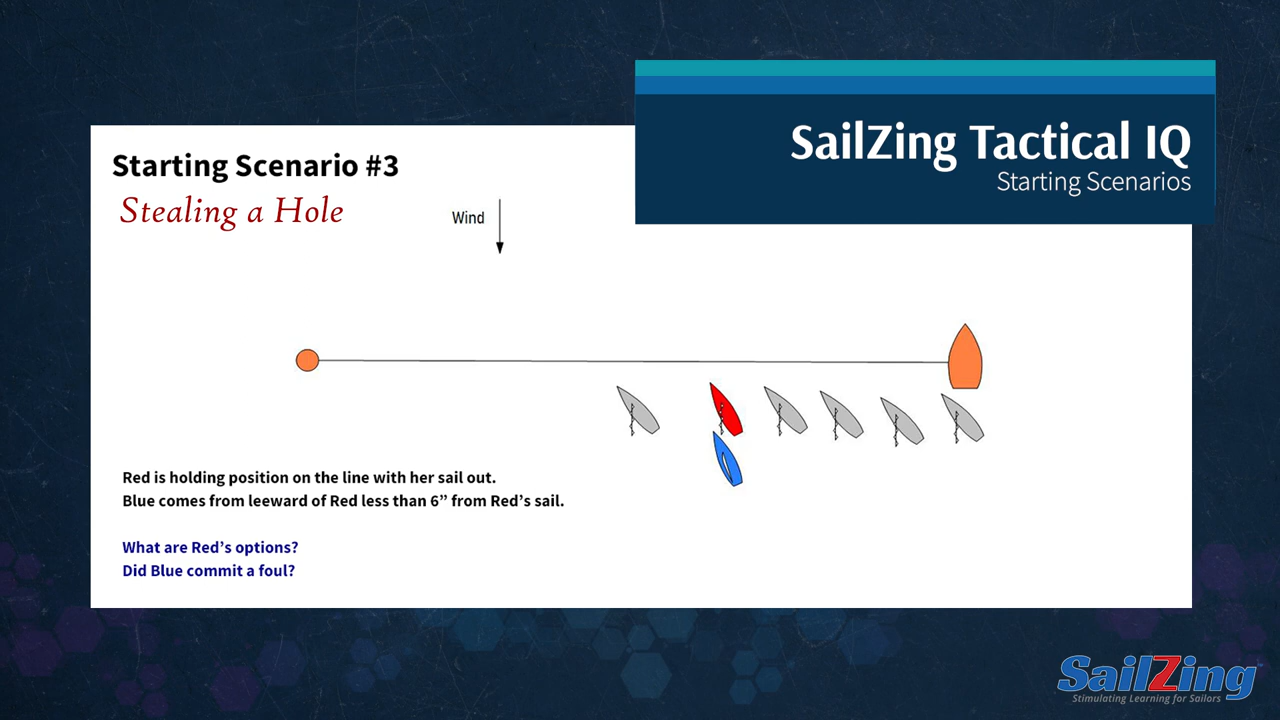 SailZing Tactical IQ
Starting Scenarios
Starting Scenario #3
Stealing a Hole
Wind
Red is holding position on the line with her sail out.
Blue comes from leeward of Red less than 6” from Red’s sail.
What are Red’s options?
Did Blue commit a foul?
SailZing
Stimulating Learning for Sailors